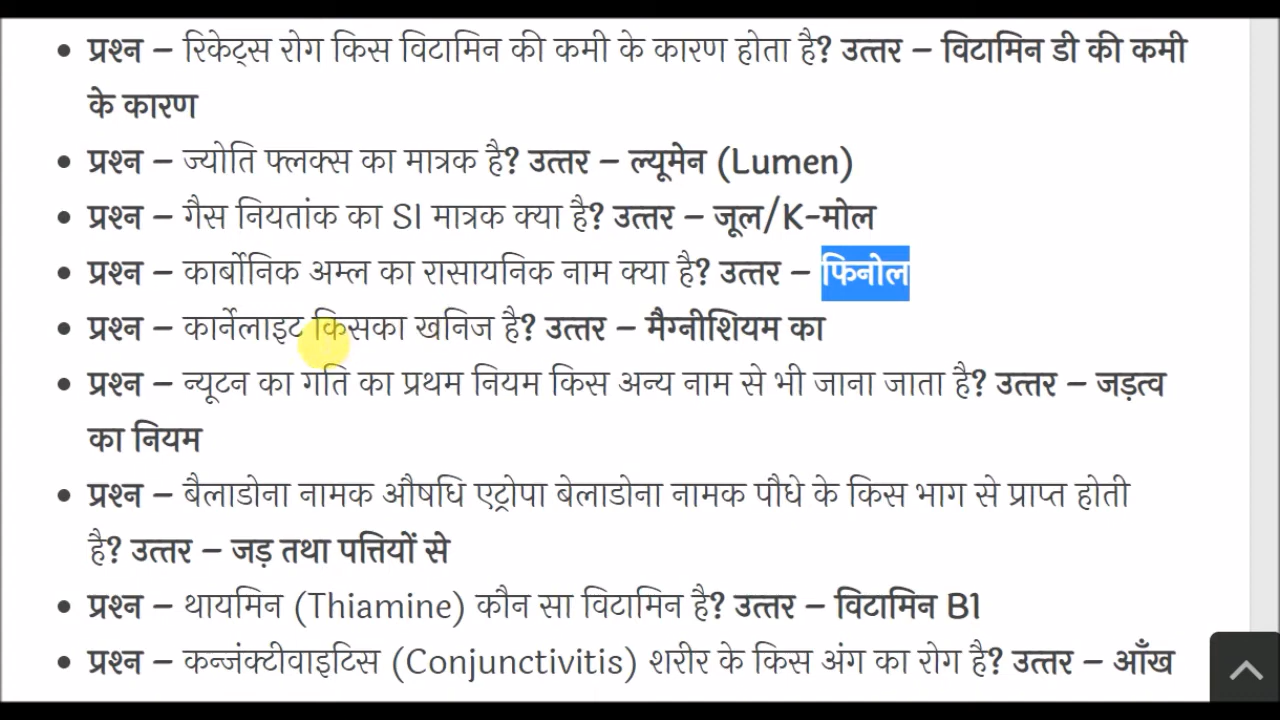 • प्रश्न – रिकेट्स रोग किस विटामिन की कमी के कारण होता है? उत्तर – विटामिन डी की कमी
के कारण
• प्रश्न – ज्योति फ्लक्स का मात्रक है? उत्तर – ल्यूमेन (Lumen)
• प्रश्न – गैस नियतांक का SI मात्रक क्या है? उत्तर – जूल/K-मोल
• प्रश्न – कार्बोनिक अम्ल का रासायनिक नाम क्या है? उत्तर – फिनोल
• प्रश्न – कार्नेलाइट किसका खनिज है? उत्तर – मैग्नीशियम का
• प्रश्न – न्यूटन का गति का प्रथम नियम किस अन्य नाम से भी जाना जाता है? उत्तर – जड़त्व
का नियम
• प्रश्न – बैलाडोना नामक औषधि एट्रोपा बेलाडोना नामक पौधे के किस भाग से प्राप्त होती
है? उत्तर – जड़ तथा पत्तियों से
• प्रश्न – थायमिन (Thiamine) कौन सा विटामिन है? उत्तर – विटामिन B1
• प्रश्न – कन्जंक्टीवाइटिस (Conjunctivitis) शरीर के किस अंग का रोग है? उत्तर – आँख